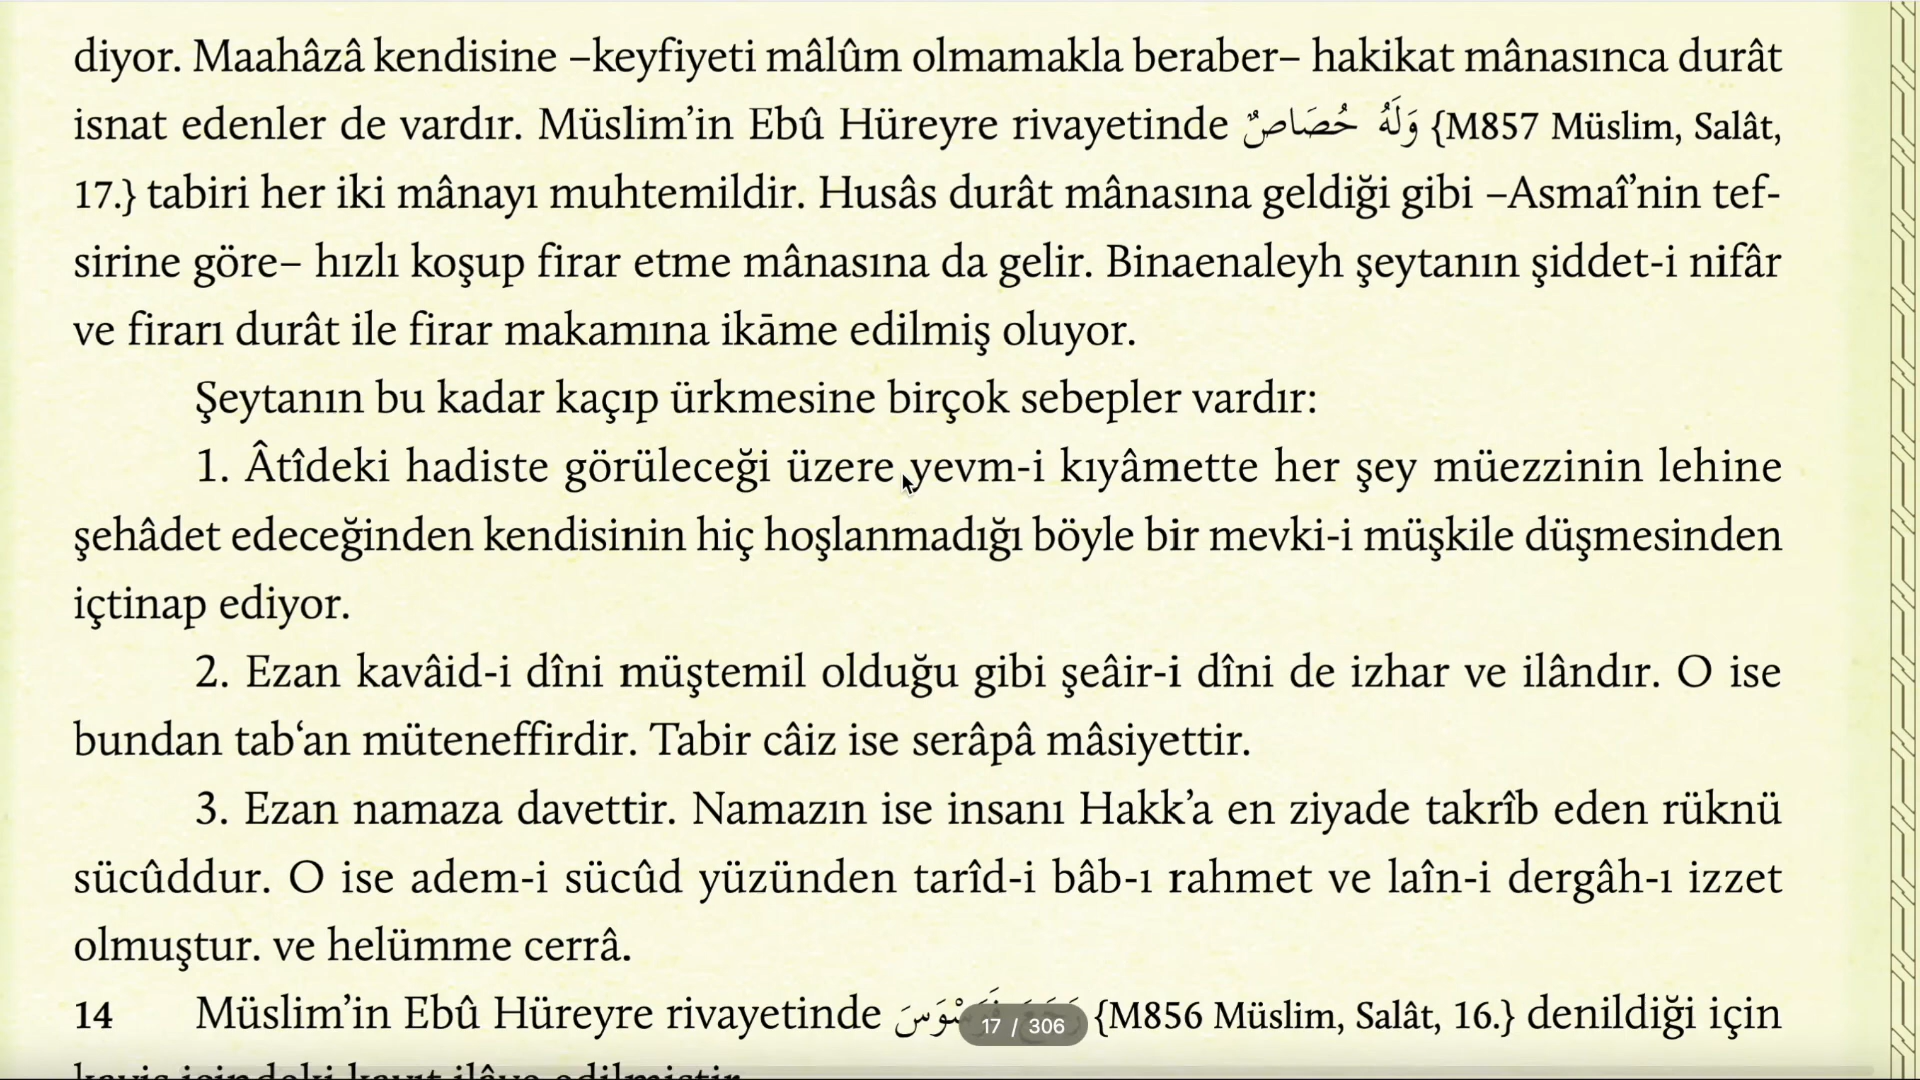 diyor. Maahâzâ kendisine –keyfiyeti mâlûm olmamakla beraber– hakikat mânasınca durât
isnat edenler de vardır. Müslim’in Ebû Hüreyre rivayetinde وَلَهُ حُصَاصٌ {M857 Müslim, Salât,
17.} tabiri her iki mânayı muhtemildir. Husâs durât mânasına geldiği gibi –Asmaî’nin tef-
sirine göre– hızlı koşup firar etme mânasına da gelir. Binaenaleyh şeytanın şiddet-i nifâr
ve firarı durât ile firar makamına ikāme edilmiş oluyor.
Şeytanın bu kadar kaçıp ürkmesine birçok sebepler vardır:
1. Âtîdeki hadiste görüleceği üzere yevm-i kıyâmette her şey müezzinin lehine
şehâdet edeceğinden kendisinin hiç hoşlanmadığı böyle bir mevki-i müşkile düşmesinden
içtinap ediyor.
2. Ezan kavâid-i dîni müştemil olduğu gibi şeâir-i dîni de izhar ve ilândır. O ise
bundan tab‘an müteneffirdir. Tabir câiz ise serâpâ mâsiyettir.
3. Ezan namaza davettir. Namazın ise insanı Hakk’a en ziyade takrîb eden rüknü
sücûddur. O ise adem-i sücûd yüzünden tarîd-i bâb-ı rahmet ve laîn-i dergâh-ı izzet
olmuştur. ve helümme cerrâ.
14 Müslim’in Ebû Hüreyre rivayetinde {M856 Müslim, Salât, 16.} denildiği için
17 / 306